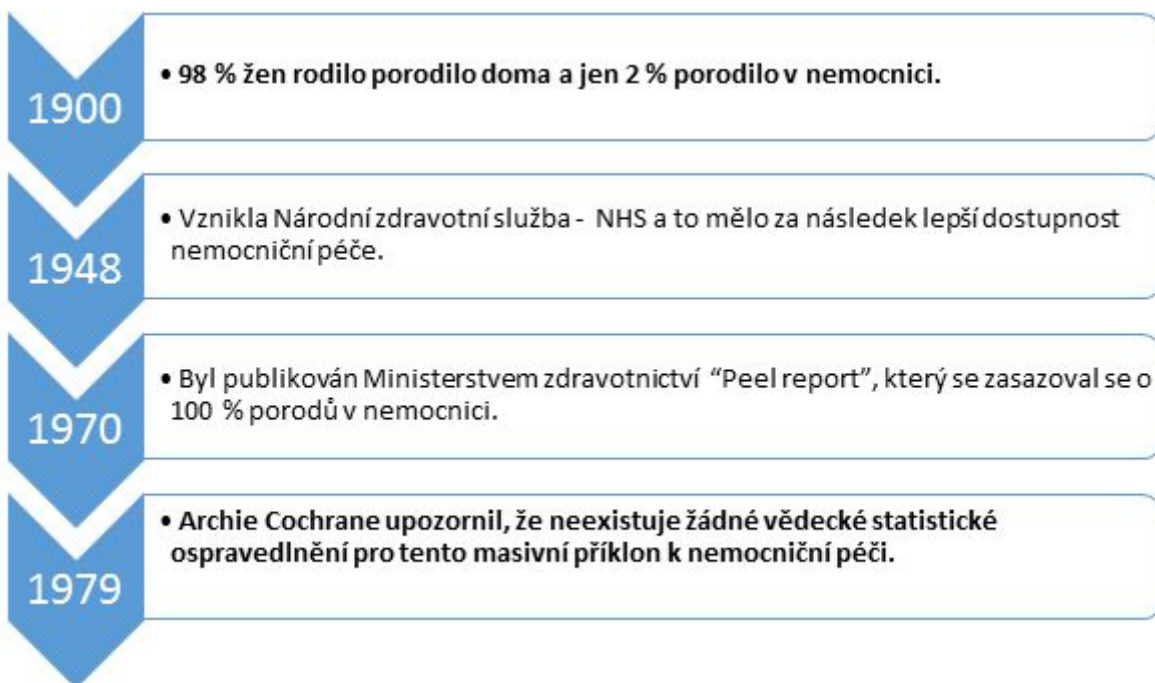 1900
• 98 % žen rodilo porodilo doma a jen 2 % porodilo v nemocnici.
1948
• Vznikla Národní zdravotní služba - NHS a to mělo za následek lepší dostupnost
nemocniční péče.
1970
• Byl publikován Ministerstvem zdravotnictví “Peel report”, který se zasazoval se o
100 % porodů v nemocnici.
1979
• Archie Cochrane upozornil, že neexistuje žádné vědecké statistické
ospravedlnění pro tento masivní příklon k nemocniční péči.